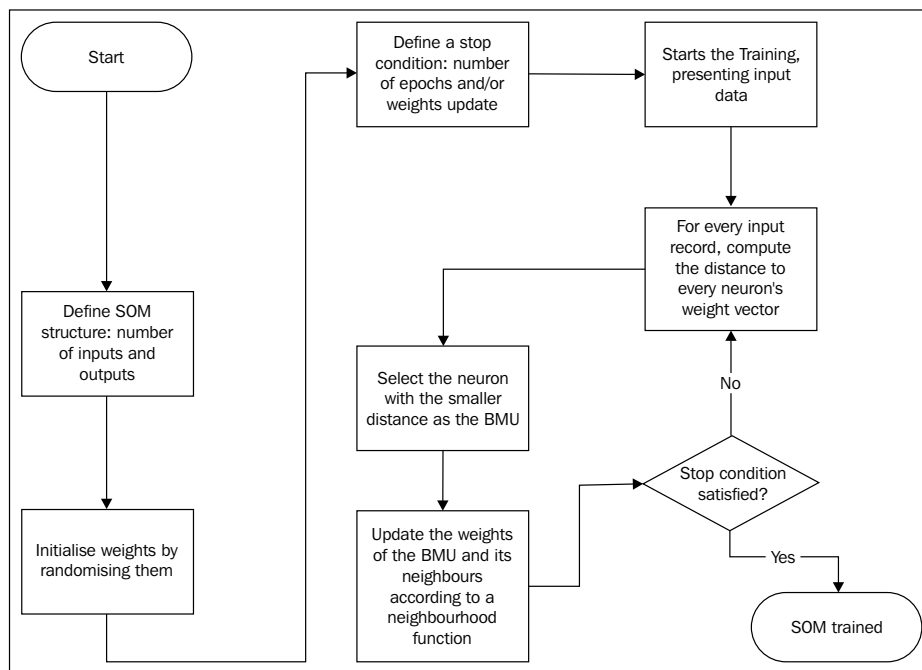 Start
Define SOM
structure: number
of inputs and
outputs
Initialise weights by
randomising them
Define a stop
condition: number
of epochs and/or
weights update
Starts the Training,
presenting input
data
For every input
record, compute
the distance to
every neuron's
weight vector
Select the neuron
with the smaller
distance as the BMU
Update the weights
of the BMU and its
neighbours
according to a
neighbourhood
function
Stop condition
satisfied?
No
Yes
SOM trained